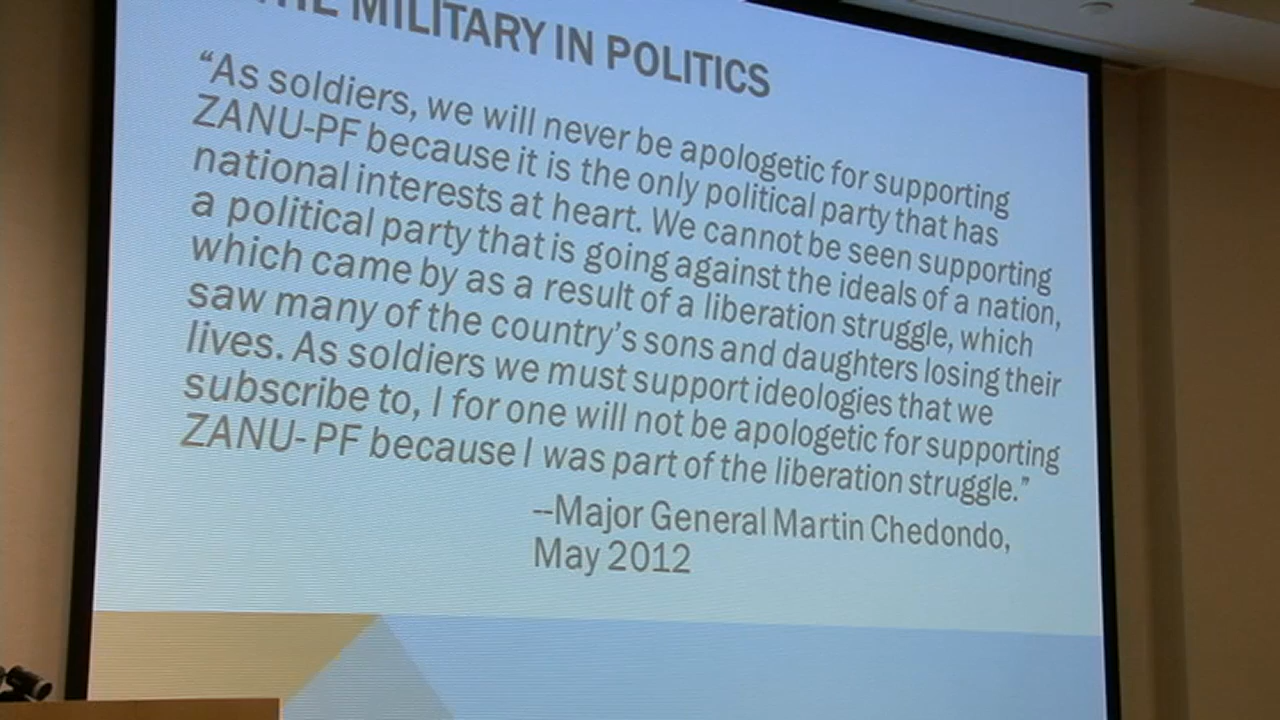 THE MILITARY IN POLITICS
“As soldiers, we will never be apologetic for supporting
ZANU-PF because it is the only political party that has
national interests at heart. We cannot be seen supporting
a political party that is going against the ideals of a nation,
which came by as a result of a liberation struggle, which
saw many of the country’s sons and daughters losing their
lives. As soldiers we must support ideologies that we
subscribe to, I for one will not be apologetic for supporting
ZANU- PF because I was part of the liberation struggle.”
--Major General Martin Chedondo,
May 2012